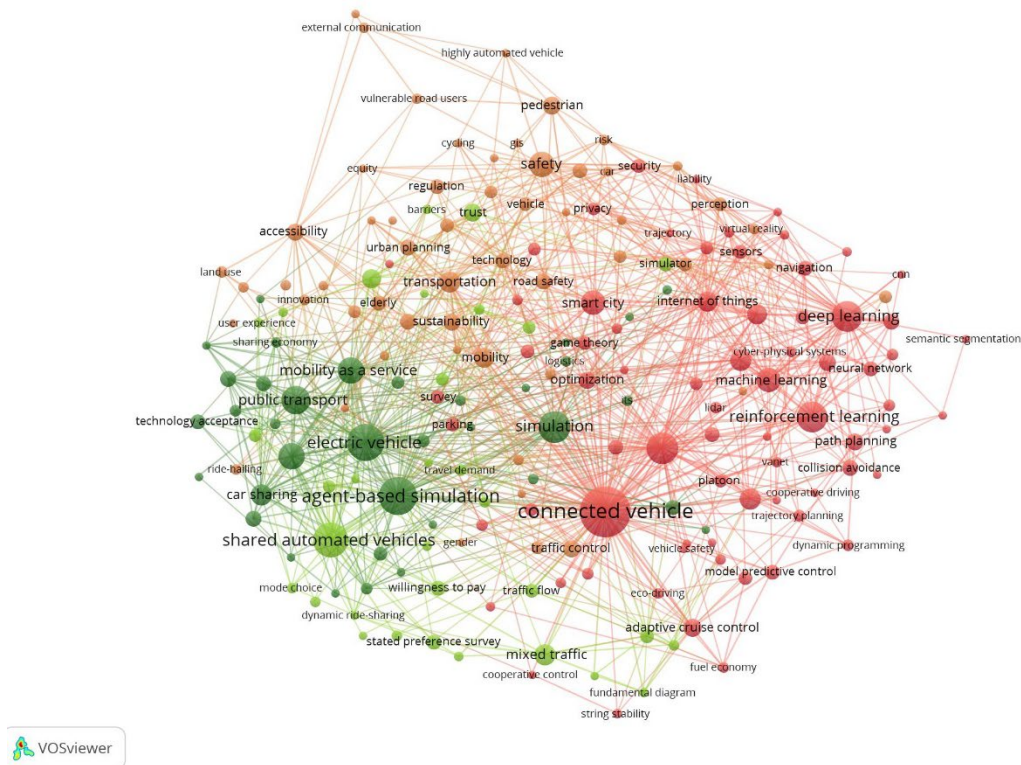 external communication
highly automated vehicle
vulnerable road users
pedestrian
cycling
gis
risk
equity
safety
car
security
regulation
liability
barriers
trust
vehicle
privacy
perception
accessibility
trajectory
virtual reality
urban planning
technology
sensors
simulator
navigation
land use
transportation
road safety
cnn
innovation
elderly
smart city
internet of things
deep learning
user experience
sustainability
sharing economy
game theory
semantic segmentation
mobility
logistics
cyber-physical systems
mobility as a service
optimization
machine learning
neural network
public transport
survey
its
lidar
reinforcement learning
technology acceptance
parking
simulation
electric vehicle
path planning
ride-hailing
travel demand
vanet
collision avoidance
platoon
car sharing
agent-based simulation
cooperative driving
connected vehicle
trajectory planning
shared automated vehicles
gender
traffic control
vehicle safety
dynamic programming
model predictive control
mode choice
willingness to pay
traffic flow
eco-driving
dynamic ride-sharing
adaptive cruise control
stated preference survey
mixed traffic
fuel economy
cooperative control
fundamental diagram
string stability
VOSviewer